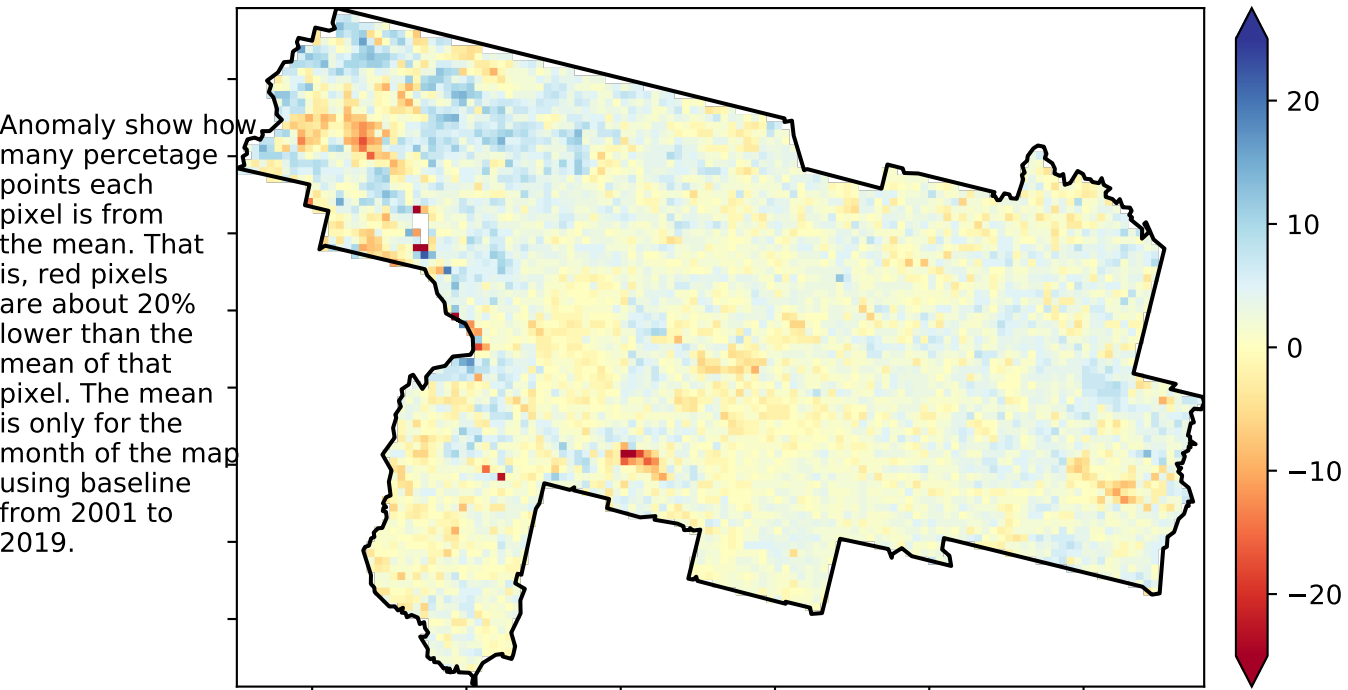 Anomaly show how
many percetage
points each
pixel is from
the mean. That
is, red pixels
are about 20%
lower than the
mean of that
pixel. The mean
is only for the
month of the map
using baseline
from 2001 to
2019.
20
10
0
−10
−20